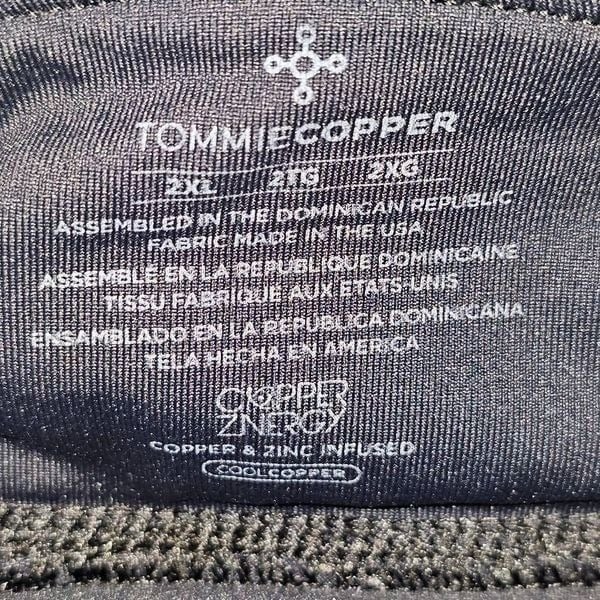 TOMMIECOPPER
2XL 2TG 2XG
ASSEMBLED IN THE DOMINICAN REPUBLIC
FABRIC MADE IN THE USA
ASSEMBLÉ EN LA REPUBLIQUE DOMINICAINE
TISSU FABRIQUE AUX ETATS-UNIS
ENSAMBLADO EN LA REPUBLICA DOMINICANA
TELA HECHA EN AMERICA
COPPER
ZNERGY
COPPER & ZINC INFUSED
COOLCOPPER